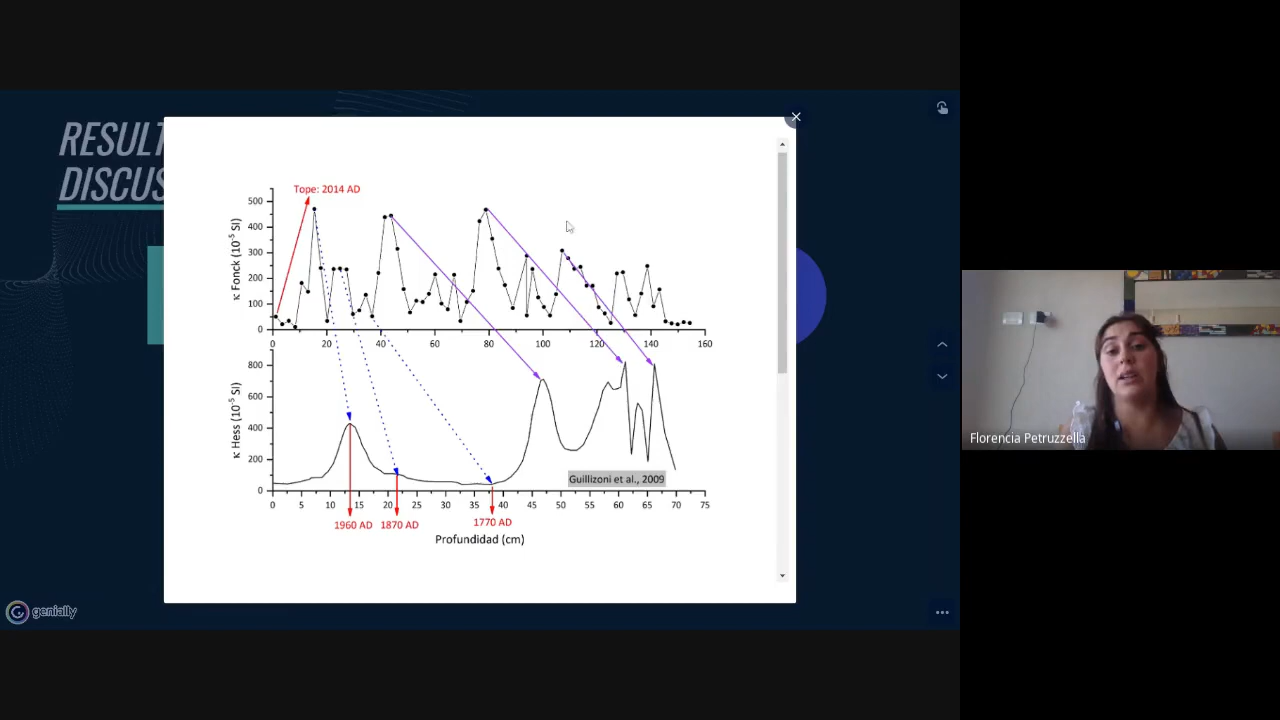 RESULT
DISCUS
Tope: 2014 AD
κ Fonck (10⁻⁵ SI)
500
400
300
200
100
0
0 20 40 60 80 100 120 140 160
κ Hess (10⁻⁵ SI)
800
600
400
200
0
Guillizoni et al., 2009
0 5 10 15 20 25 30 35 40 45 50 55 60 65 70 75
1960 AD 1870 AD 1770 AD
Profundidad (cm)
genially
Florencia Petruzzella